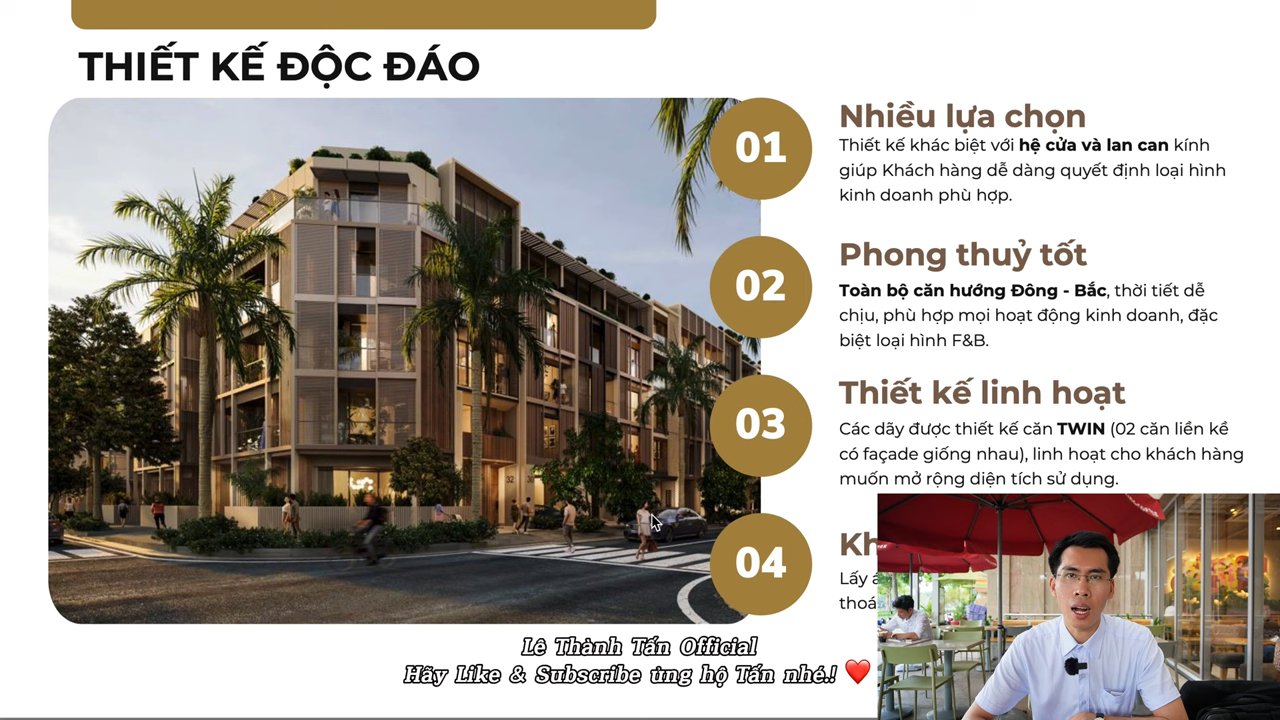 THIẾT KẾ ĐỘC ĐÁO
01
Nhiều lựa chọn
Thiết kế khác biệt với hệ cửa và lan can kính
giúp Khách hàng dễ dàng quyết định loại hình
kinh doanh phù hợp.
02
Phong thuỷ tốt
Toàn bộ căn hướng Đông - Bắc, thời tiết dễ
chịu, phù hợp mọi hoạt động kinh doanh, đặc
biệt loại hình F&B.
03
Thiết kế linh hoạt
Các dãy được thiết kế căn TWIN (02 căn liền kề
có façade giống nhau), linh hoạt cho khách hàng
muốn mở rộng diện tích sử dụng.
04
Lấy
Lê Thành Tấn Official
Hãy Like & Subscribe ủng hộ Tấn nhé.! ❤️
32